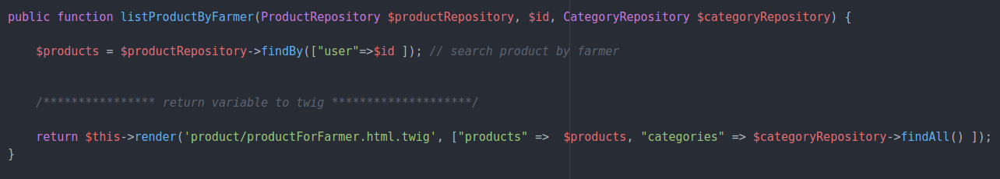 public function listProductByFarmer(ProductRepository $productRepository, $id, CategoryRepository $categoryRepository) {
$products = $productRepository->findBy(["user"=>$id ]); // search product by farmer
/**************** return variable to twig ********************/
return $this->render('product/productForFarmer.html.twig', ["products" =>  $products, "categories" => $categoryRepository->findAll() ]);
}